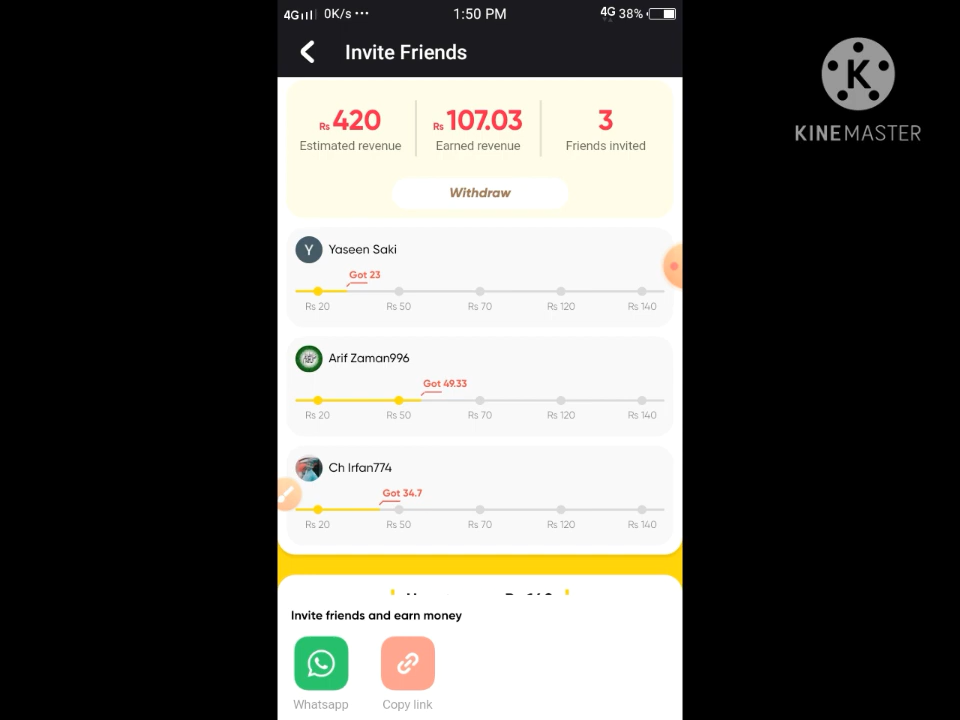 4G 0K/s ••• 1:50 PM 4G 38%
Invite Friends
K
KINEMASTER
Rs 420 Rs 107.03 3
Estimated revenue Earned revenue Friends invited
Withdraw
Y Yaseen Saki
Got 23
Rs 20 Rs 50 Rs 70 Rs 120 Rs 140
Arif Zaman996
Got 49.33
Rs 20 Rs 50 Rs 70 Rs 120 Rs 140
Ch Irfan774
Got 34.7
Rs 20 Rs 50 Rs 70 Rs 120 Rs 140
Invite friends and earn money
Whatsapp Copy link